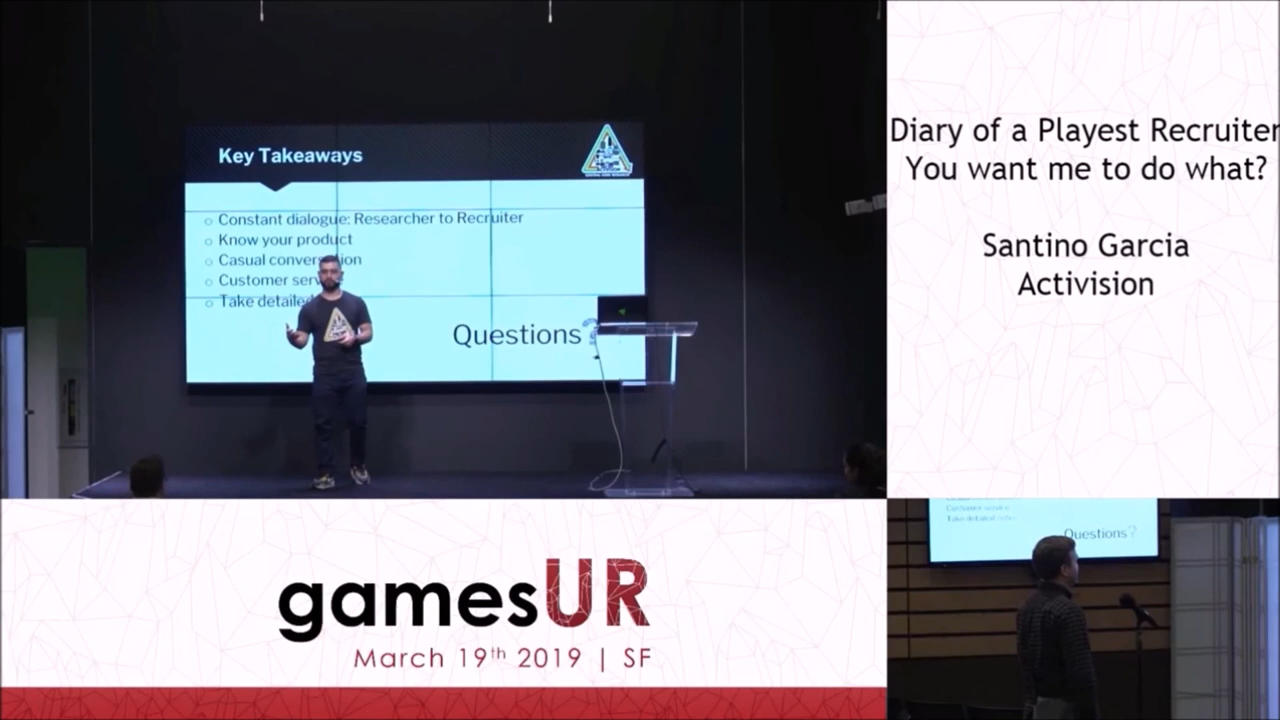 Key Takeaways
Constant dialogue: Researcher to Recruiter
Know your product
Casual
Customer
Take detailed
Questions
Diary of a Playest Recruiter
You want me to do what?
Santino Garcia
Activision
gamesUR
March 19th 2019 | SF
Customer service
Take detailed
Questions?